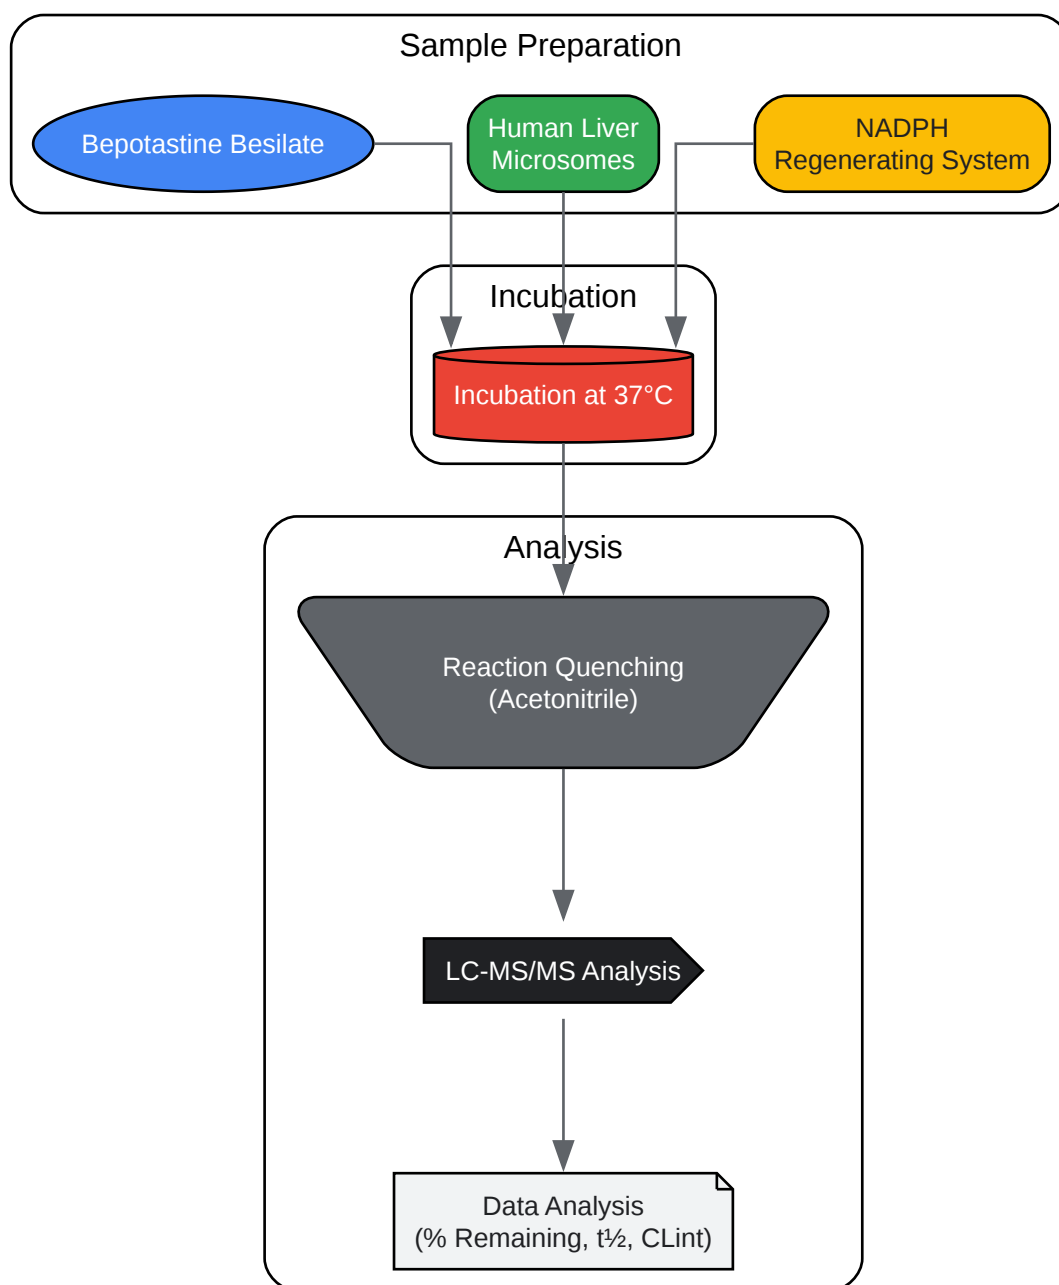 Sample Preparation
Bepotastine Besilate
Human Liver
Microsomes
NADPH
Regenerating System
Incubation
Incubation at 37°C
Analysis
Reaction Quenching
(Acetonitrile)
LC-MS/MS Analysis
Data Analysis
(% Remaining, t½, CLint)